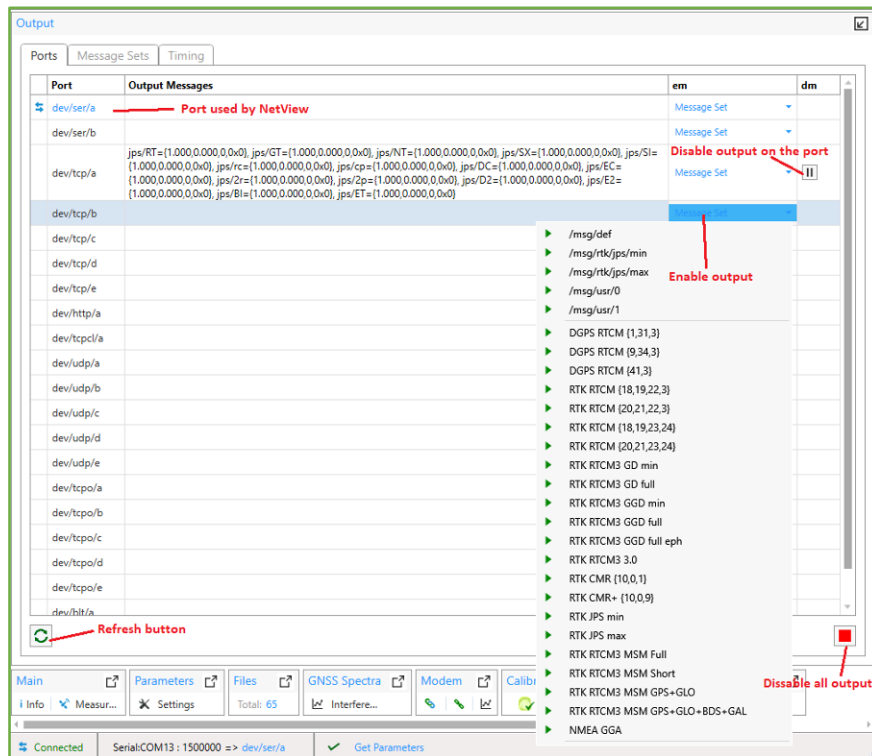 Output
Ports Message Sets Timing
Port Output Messages em dm
dev/ser/a Port used by NetView Message Set
dev/ser/b Message Set
Disable output on the port
jps/RT={1.000,0.000,0,0x0}, jps/GT={1.000,0.000,0,0x0}, jps/NT={1.000,0.000,0,0x0}, jps/SX={1.000,0.000,0,0x0}, jps/SI=
{1.000,0.000,0,0x0}, jps/rc={1.000,0.000,0,0x0}, jps/cp={1.000,0.000,0,0x0}, jps/DC={1.000,0.000,0,0x0}, jps/EC=
dev/tcp/a Message Set
{1.000,0.000,0,0x0}, jps/2r={1.000,0.000,0,0x0}, jps/2p={1.000,0.000,0,0x0}, jps/D2={1.000,0.000,0,0x0}, jps/E2=
{1.000,0.000,0,0x0}, jps/BI={1.000,0.000,0,0x0}, jps/ET={1.000,0.000,0,0x0}
dev/tcp/b Message Set
dev/tcp/c
dev/tcp/d
dev/tcp/e
dev/http/a
dev/tcpcl/a
dev/udp/a
dev/udp/b
dev/udp/c
dev/udp/d
dev/udp/e
dev/tcpo/a
dev/tcpo/b
dev/tcpo/c
dev/tcpo/d
dev/tcpo/e
dev/blt/a
/msg/def
/msg/rtk/jps/min
/msg/rtk/jps/max
Enable output
/msg/usr/0
/msg/usr/1
DGPS RTCM {1,31,3}
DGPS RTCM {9,34,3}
DGPS RTCM {41,3}
RTK RTCM {18,19,22,3}
RTK RTCM {20,21,22,3}
RTK RTCM {18,19,23,24}
RTK RTCM {20,21,23,24}
RTK RTCM3 GD min
RTK RTCM3 GD full
RTK RTCM3 GGD min
RTK RTCM3 GGD full
RTK RTCM3 GGD full eph
RTK RTCM3 3.0
RTK CMR {10,0,1}
RTK CMR+ {10,0,9}
RTK JPS min
RTK JPS max
RTK RTCM3 MSM Full
RTK RTCM3 MSM Short
RTK RTCM3 MSM GPS+GLO
RTK RTCM3 MSM GPS+GLO+BDS+GAL
NMEA GGA
Refresh button
Dissable all output
Main Parameters Files GNSS Spectra Modem Calibr
Info Measur... Settings Total: 65 Interfere...
Connected Serial:COM13 : 1500000 => dev/ser/a Get Parameters